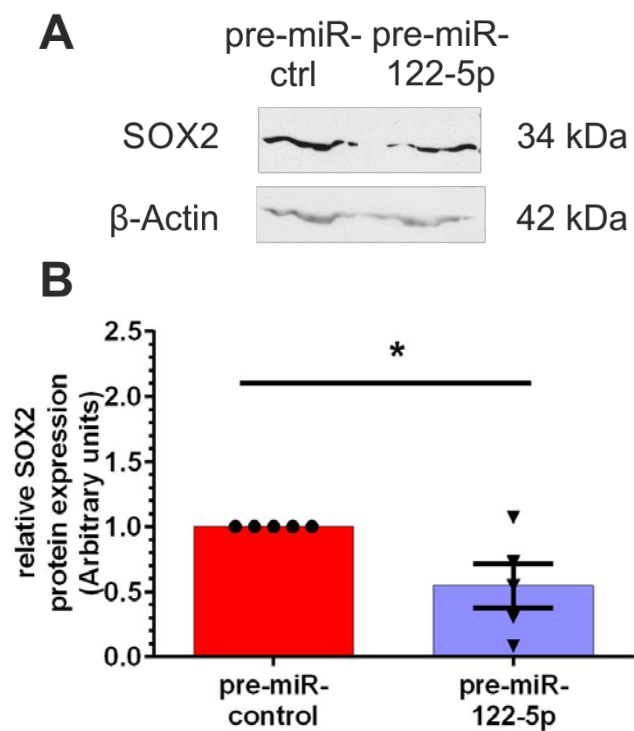 A
pre-miR- pre-miR-
ctrl 122-5p
SOX2 34 kDa
β-Actin 42 kDa
B
relative SOX2
protein expression
(Arbitrary units)
2.5
2.0
1.5
1.0
0.5
0.0
*
pre-miR- pre-miR-
control 122-5p